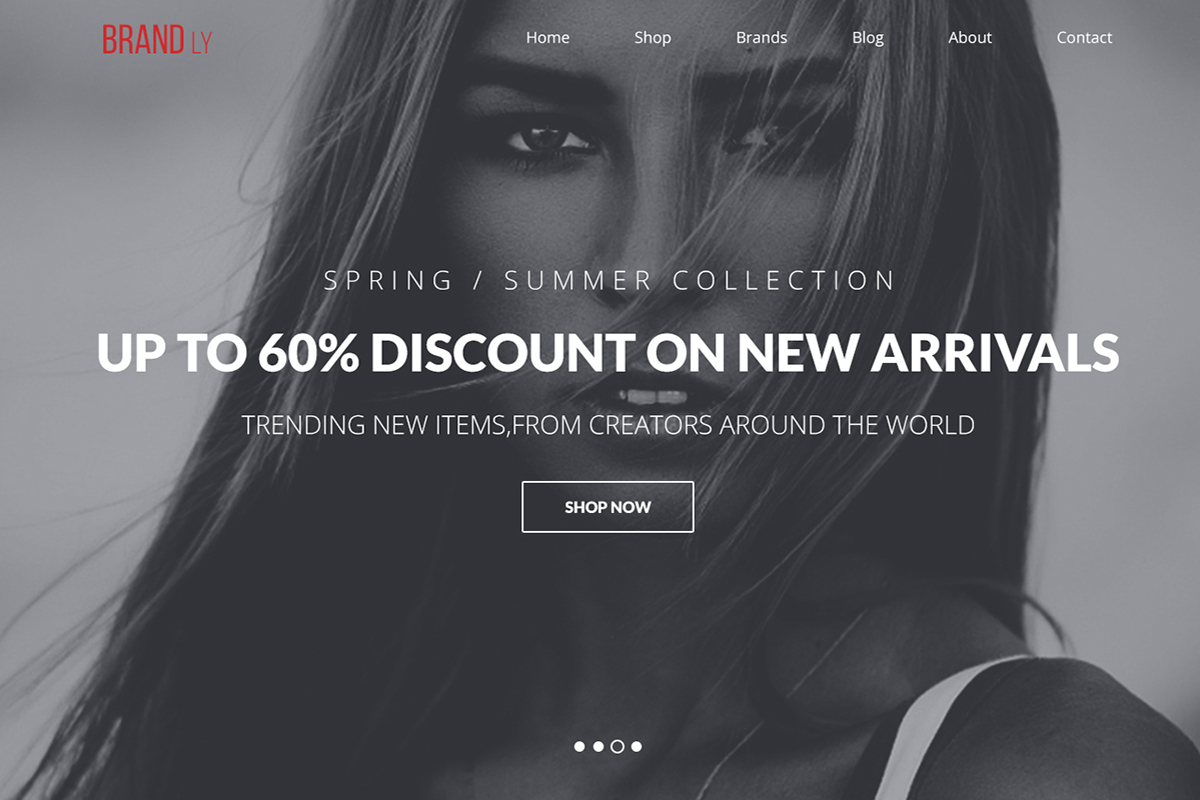 BRAND LY
Home Shop Brands Blog About Contact
SPRING / SUMMER COLLECTION
UP TO 60% DISCOUNT ON NEW ARRIVALS
TRENDING NEW ITEMS,FROM CREATORS AROUND THE WORLD
SHOP NOW